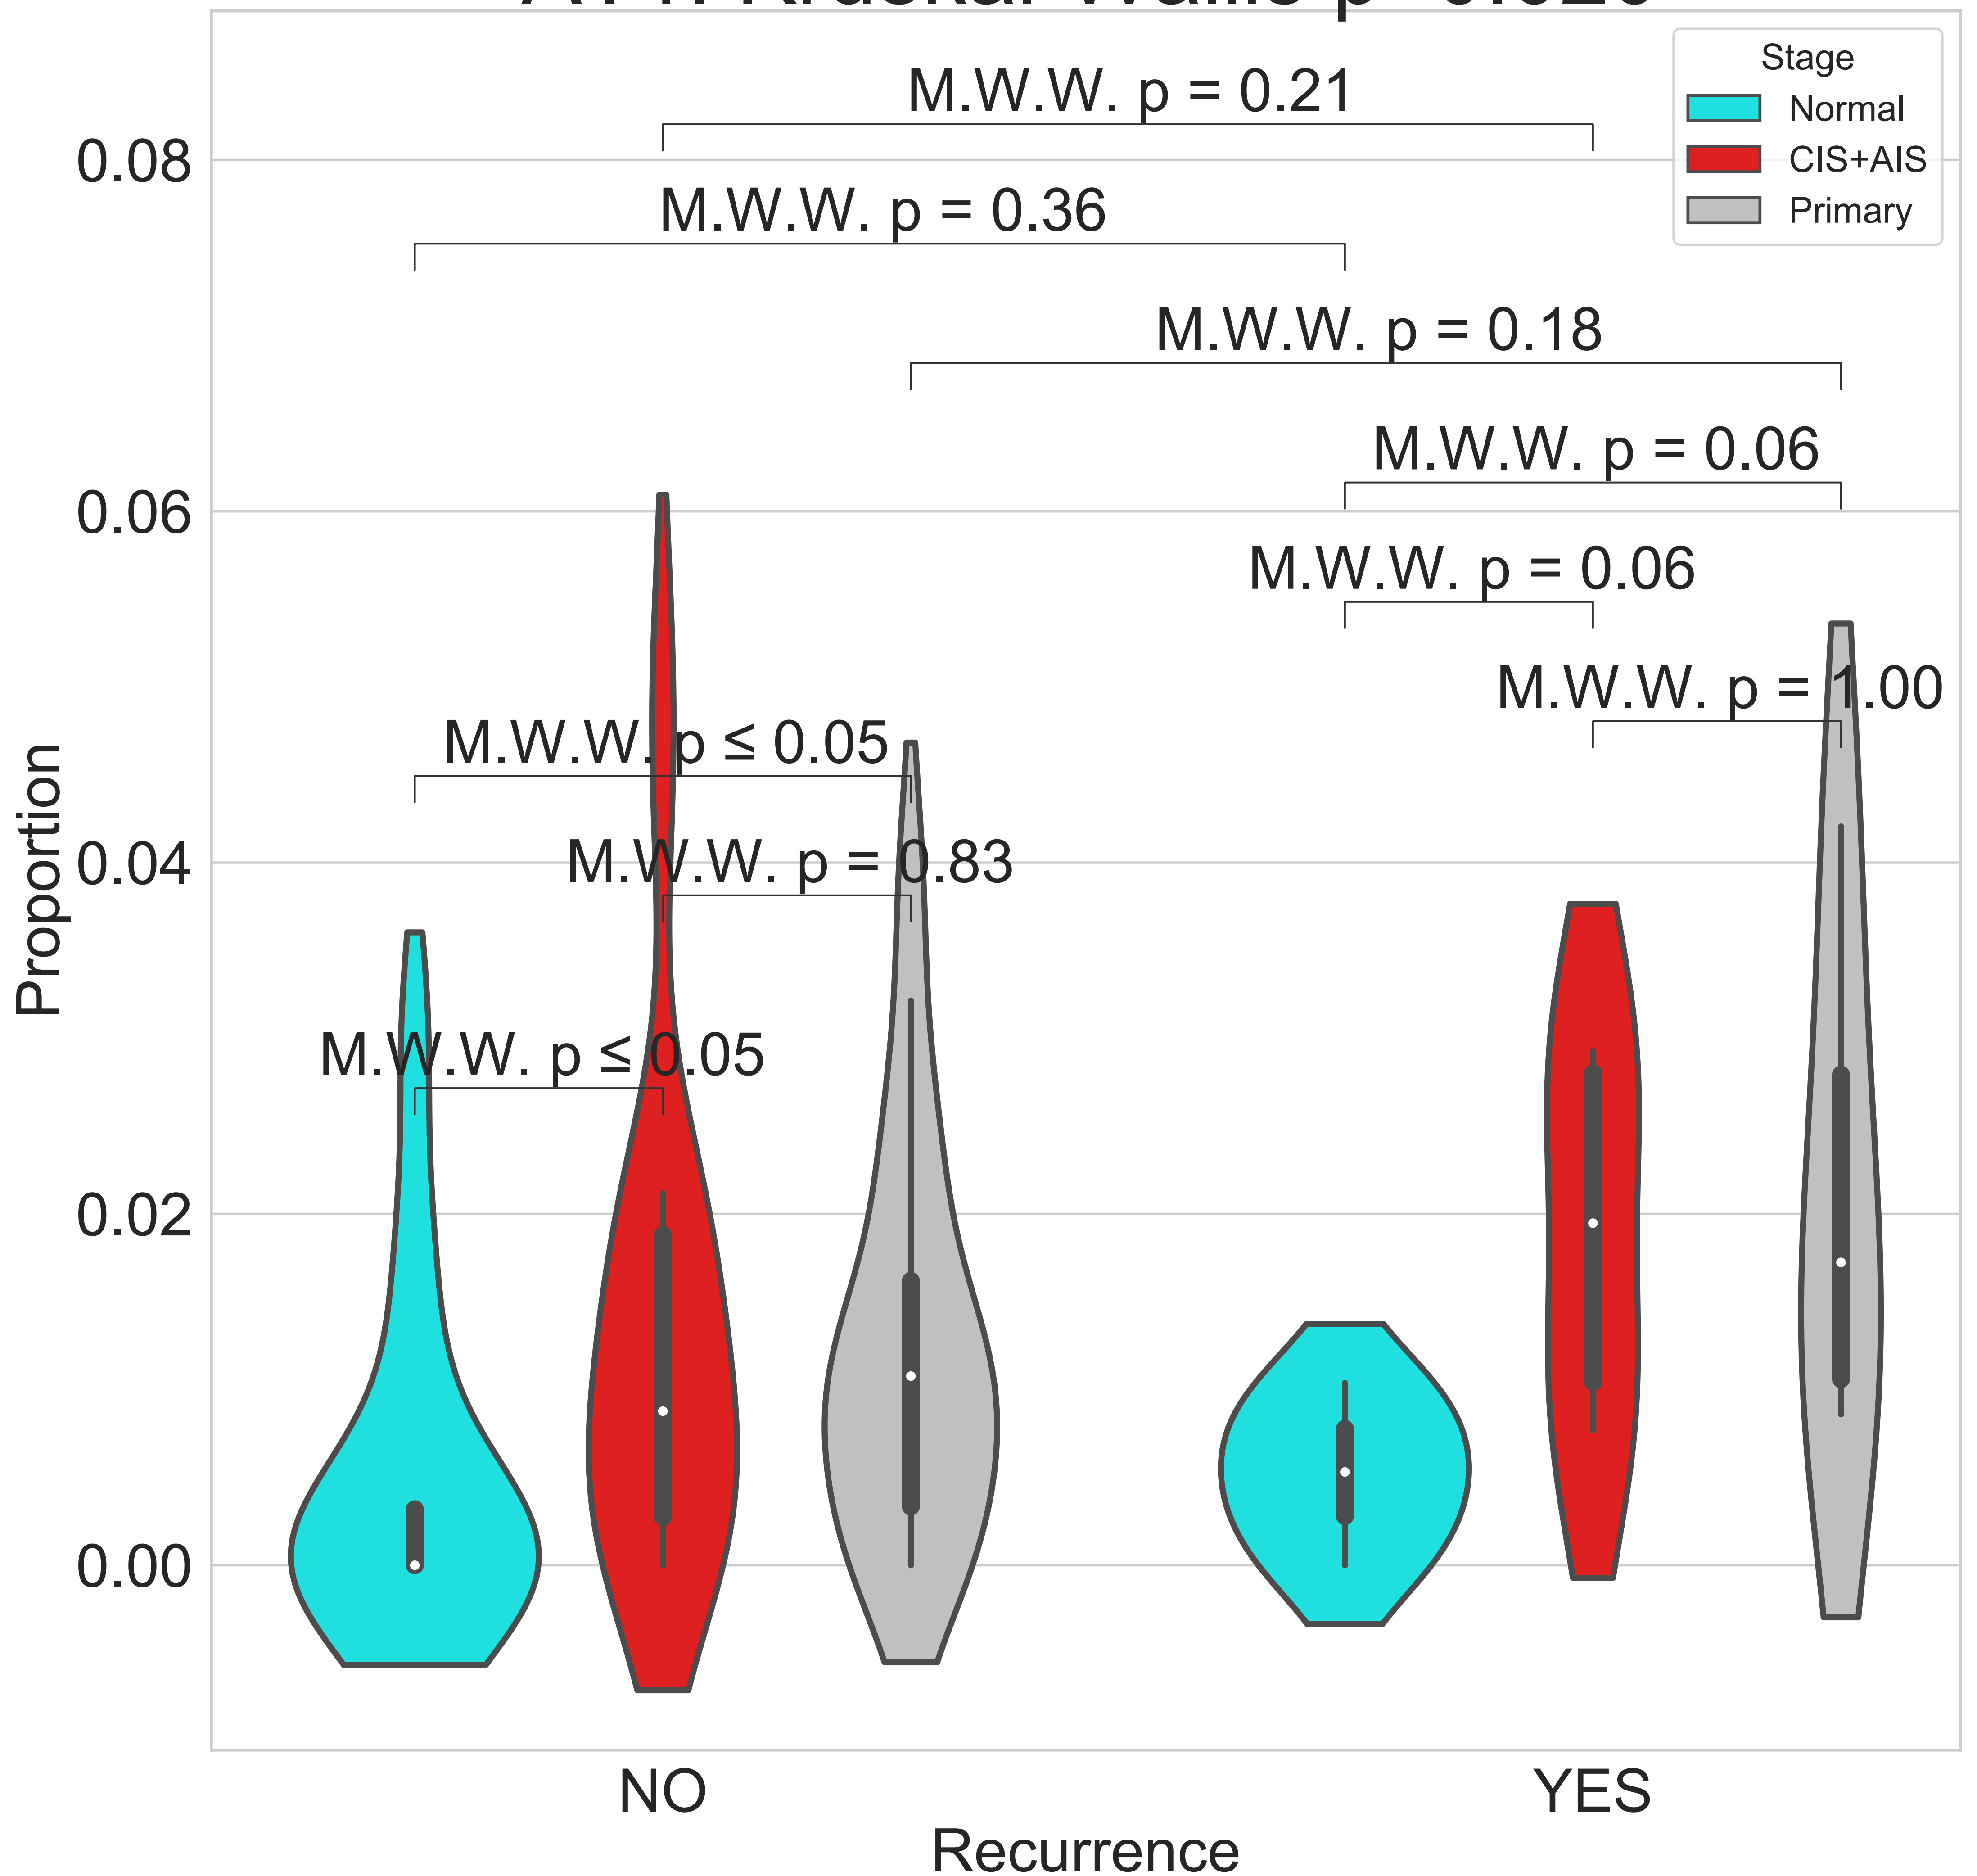 Stage
Normal
CIS+AIS
Primary
M.W.W. p = 0.21
M.W.W. p = 0.36
M.W.W. p = 0.18
M.W.W. p = 0.06
M.W.W. p = 0.06
M.W.W. p = 1.00
M.W.W. p ≤ 0.05
M.W.W. p = 0.83
M.W.W. p ≤ 0.05
0.08
0.06
0.04
0.02
0.00
Proportion
NO
YES
Recurrence